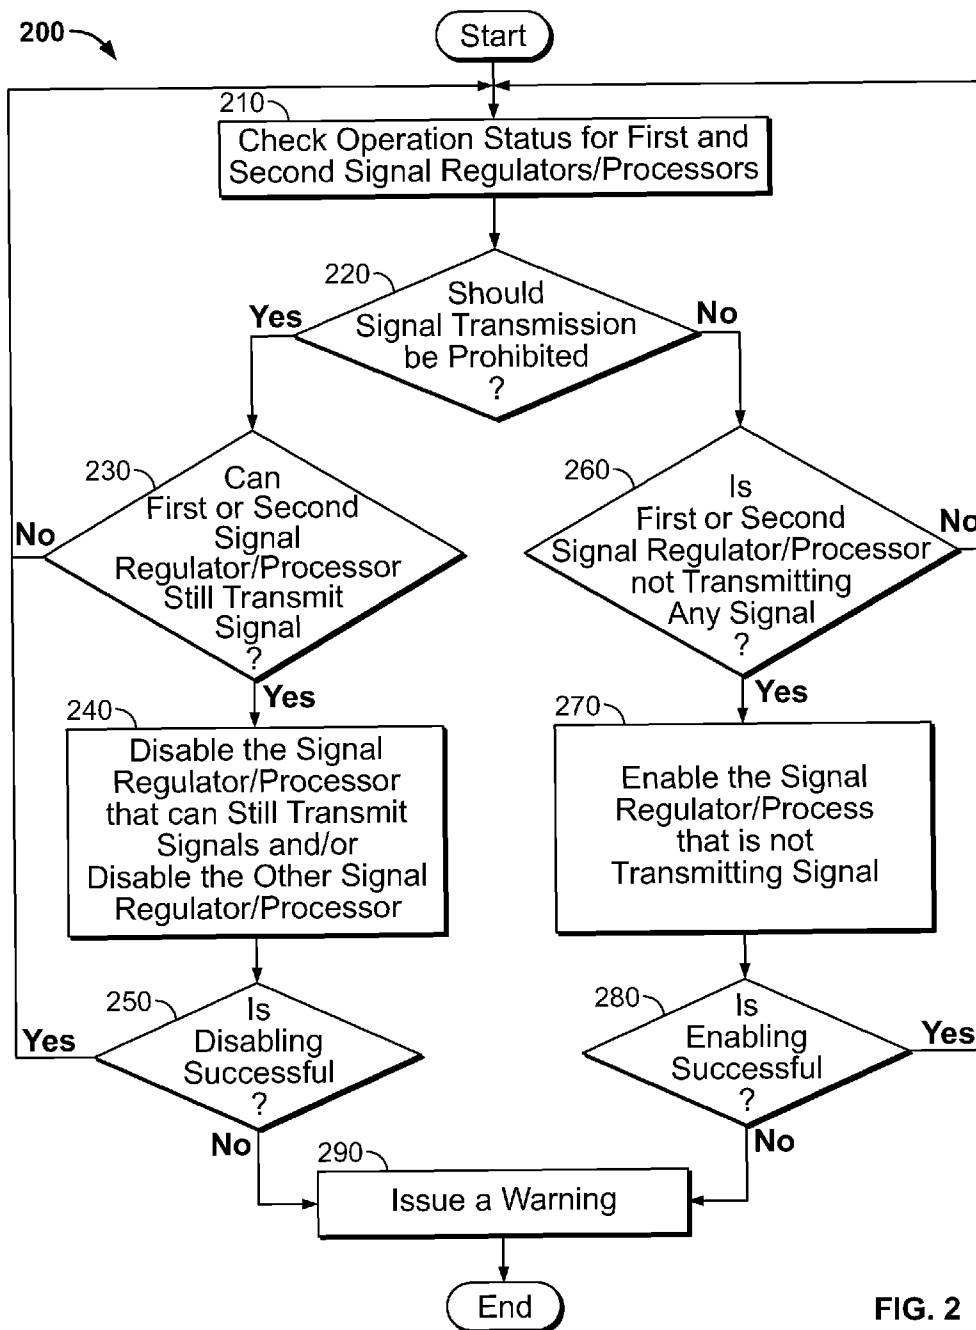 200
Start
210
Check Operation Status for First and
Second Signal Regulators/Processors
220
Should
Signal Transmission
be Prohibited
?
Yes
No
230
Can
First or Second
Signal
Regulator/Processor
Still Transmit
Signal
?
No
Yes
260
Is
First or Second
Signal Regulator/Processor
not Transmitting
Any Signal
?
No
Yes
240
Disable the Signal
Regulator/Processor
that can Still Transmit
Signals and/or
Disable the Other Signal
Regulator/Processor
270
Enable the Signal
Regulator/Process
that is not
Transmitting Signal
250
Is
Disabling
Successful
?
Yes
No
280
Is
Enabling
Successful
?
Yes
No
290
Issue a Warning
End
FIG. 2